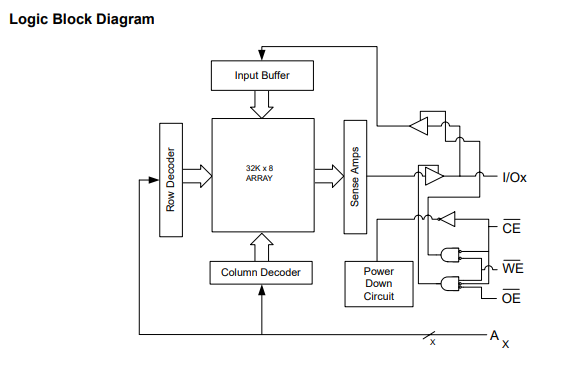 Logic Block Diagram
Input Buffer
Row Decoder
32K x 8
ARRAY
Sense Amps
I/Ox
CE
Column Decoder
Power
Down
Circuit
WE
OE
X
A X